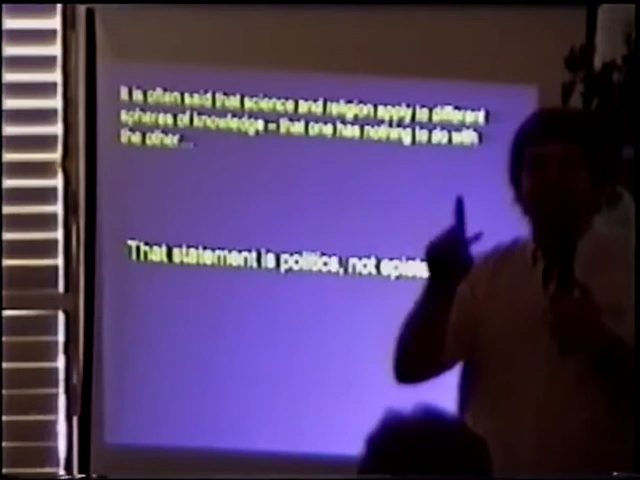 It is often said that science and religion apply to different
spheres of knowledge – that one has nothing to do with
the other...
That statement is politics, not episte